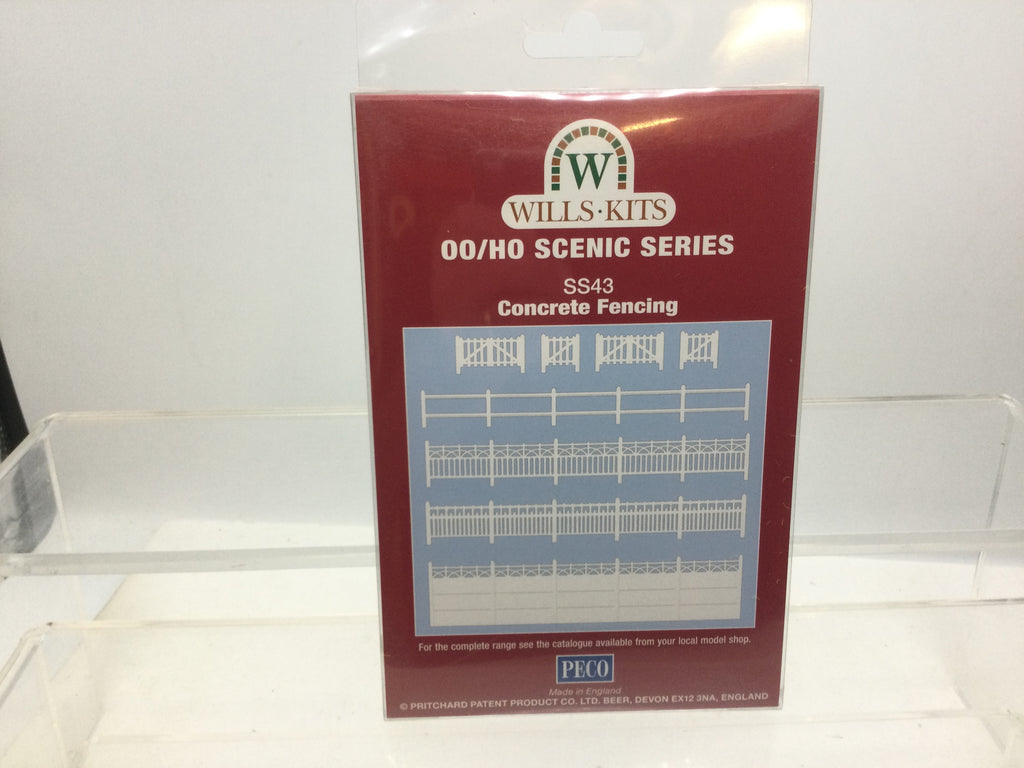 W
WILLS·KITS
OO/HO SCENIC SERIES
SS43
Concrete Fencing
For the complete range see the catalogue available from your local model shop.
PECO
Made in England
© PRITCHARD PATENT PRODUCT CO. LTD. BEER, DEVON EX12 3NA, ENGLAND